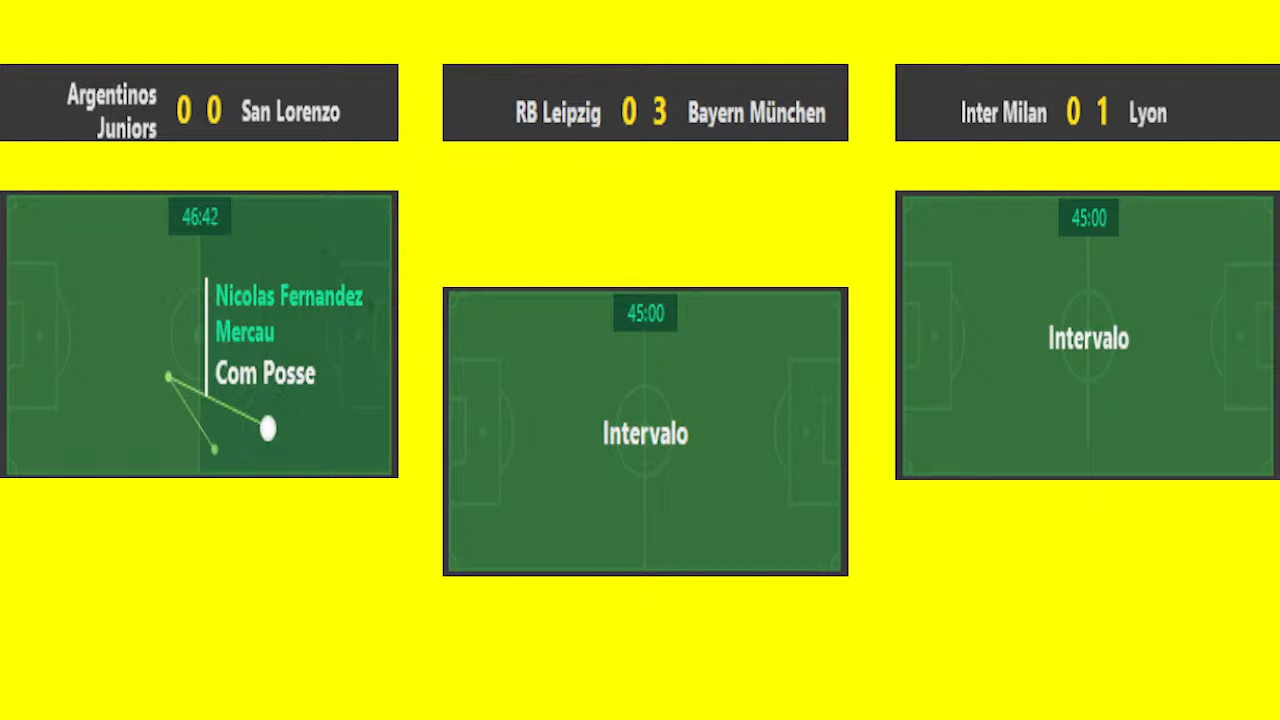 Argentinos
Juniors 0 0 San Lorenzo
RB Leipzig 0 3 Bayern München
Inter Milan 0 1 Lyon
46:42
Nicolas Fernandez
Mercau
Com Posse
45:00
Intervalo
45:00
Intervalo